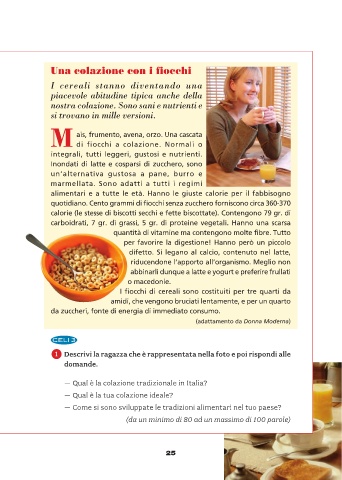 Una colazione con i fiocchi
I cereali stanno diventando una
piacevole abitudine tipica anche della
nostra colazione. Sono sani e nutrienti e
si trovano in mille versioni.
Mais, frumento, avena, orzo. Una cascata
di fiocchi a colazione. Normali o
integrali, tutti leggeri, gustosi e nutrienti.
Inondati di latte e cosparsi di zucchero, sono
un'alternativa gustosa a pane, burro e
marmellata. Sono adatti a tutti i regimi
alimentari e a tutte le età. Hanno le giuste calorie per il fabbisogno
quotidiano. Cento grammi di fiocchi senza zucchero forniscono circa 360-370
calorie (le stesse di biscotti secchi e fette biscottate). Contengono 79 gr. di
carboidrati, 7 gr. di grassi, 5 gr. di proteine vegetali. Hanno una scarsa
quantità di vitamine ma contengono molte fibre. Tutto
per favorire la digestione! Hanno però un piccolo
difetto. Si legano al calcio, contenuto nel latte,
riducendone l'apporto all'organismo. Meglio non
abbinarli dunque a latte e yogurt e preferire frullati
o macedonie.
I fiocchi di cereali sono costituiti per tre quarti da
amidi, che vengono bruciati lentamente, e per un quarto
da zuccheri, fonte di energia di immediato consumo.
(adattamento da Donna Moderna)
CELI 3
1 Descrivi la ragazza che è rappresentata nella foto e poi rispondi alle
domande.
— Qual è la colazione tradizionale in Italia?
— Qual è la tua colazione ideale?
— Come si sono sviluppate le tradizioni alimentari nel tuo paese?
(da un minimo di 80 ad un massimo di 100 parole)
25